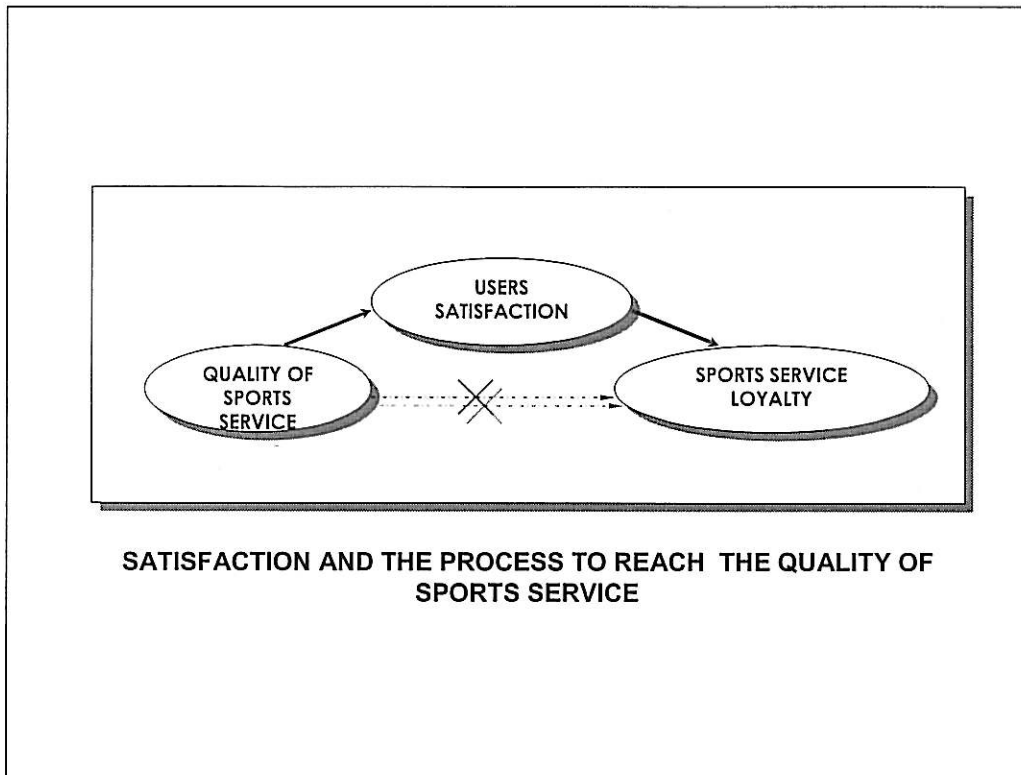 USERS
SATISFACTION
QUALITY OF
SPORTS
SERVICE
SPORTS SERVICE
LOYALTY
SATISFACTION AND THE PROCESS TO REACH THE QUALITY OF
SPORTS SERVICE